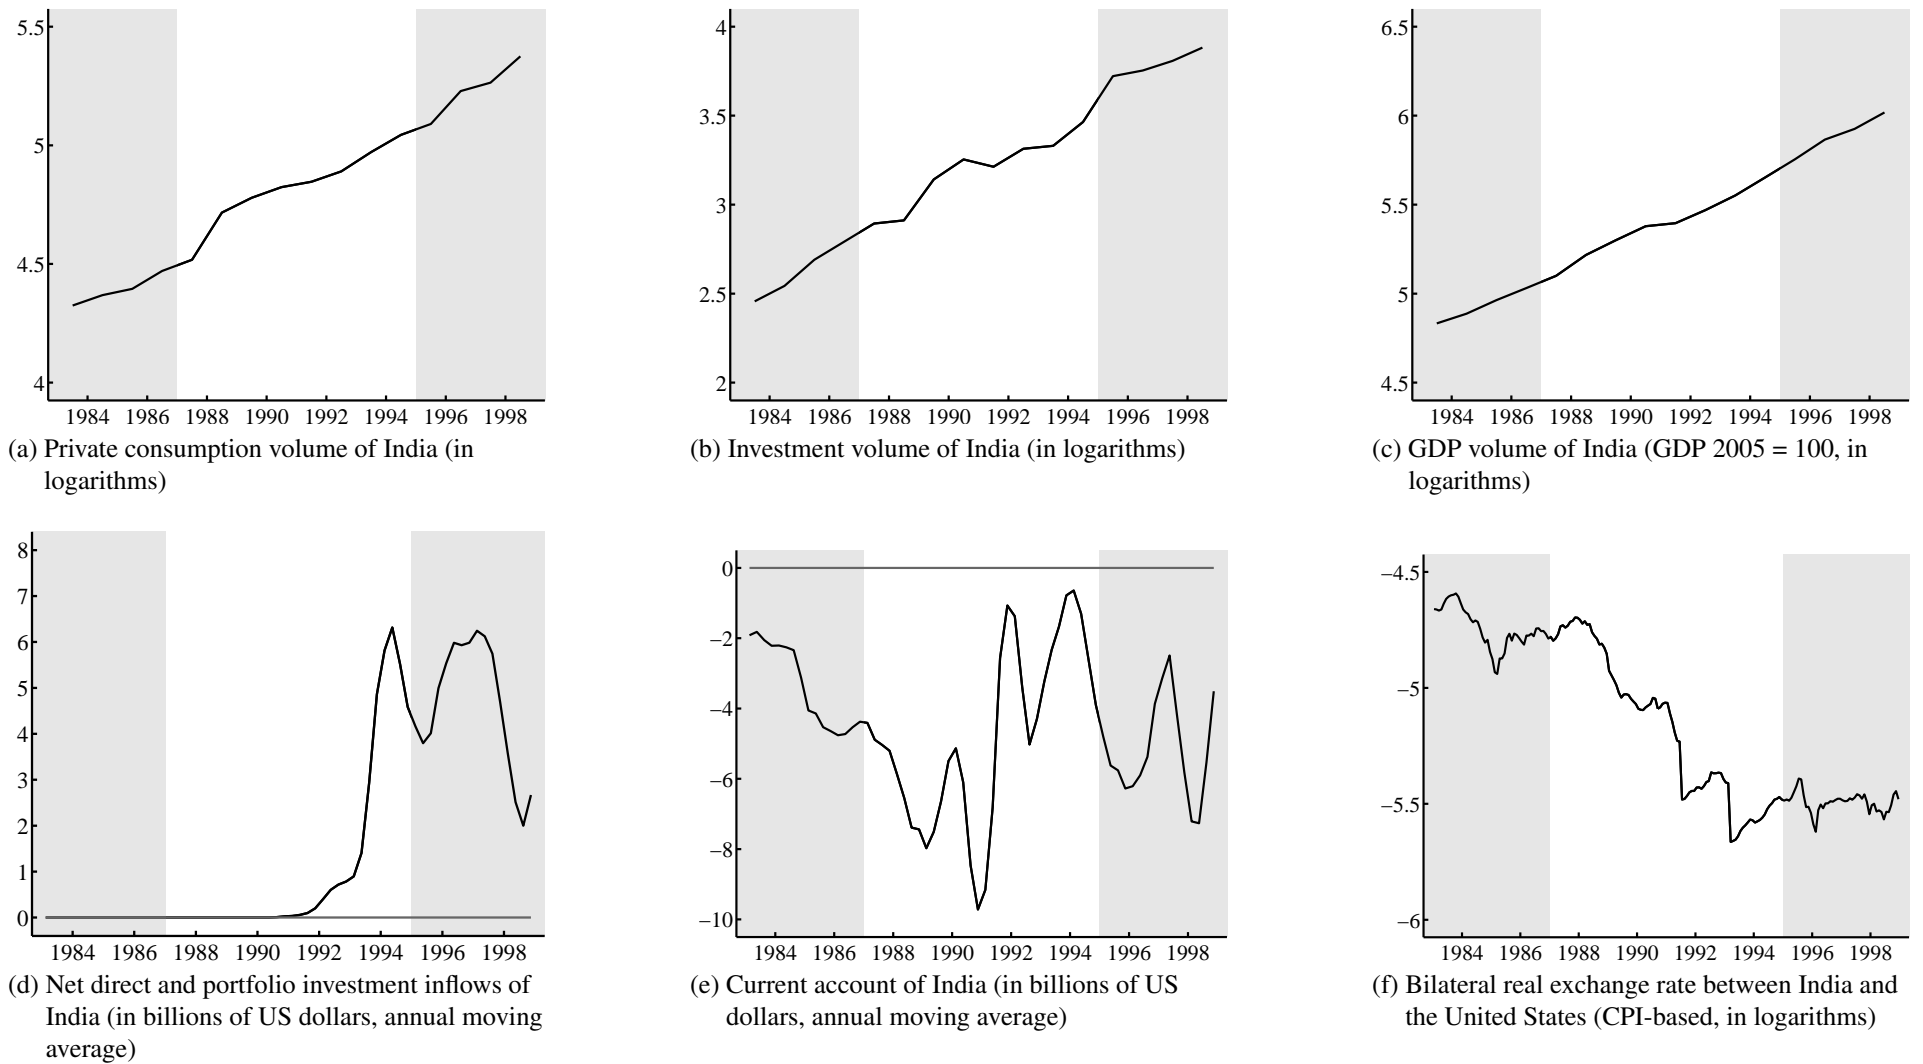 5.5
5
4.5
4
1984 1986 1988 1990 1992 1994 1996 1998
(a) Private consumption volume of India (in
logarithms)
4
3.5
3
2.5
2
1984 1986 1988 1990 1992 1994 1996 1998
(b) Investment volume of India (in logarithms)
6.5
6
5.5
5
4.5
1984 1986 1988 1990 1992 1994 1996 1998
(c) GDP volume of India (GDP 2005 = 100, in
logarithms)
8
7
6
5
4
3
2
1
0
1984 1986 1988 1990 1992 1994 1996 1998
(d) Net direct and portfolio investment inflows of
India (in billions of US dollars, annual moving
average)
0
−2
−4
−6
−8
−10
1984 1986 1988 1990 1992 1994 1996 1998
(e) Current account of India (in billions of US
dollars, annual moving average)
−4.5
−5
−5.5
−6
1984 1986 1988 1990 1992 1994 1996 1998
(f) Bilateral real exchange rate between India and
the United States (CPI-based, in logarithms)